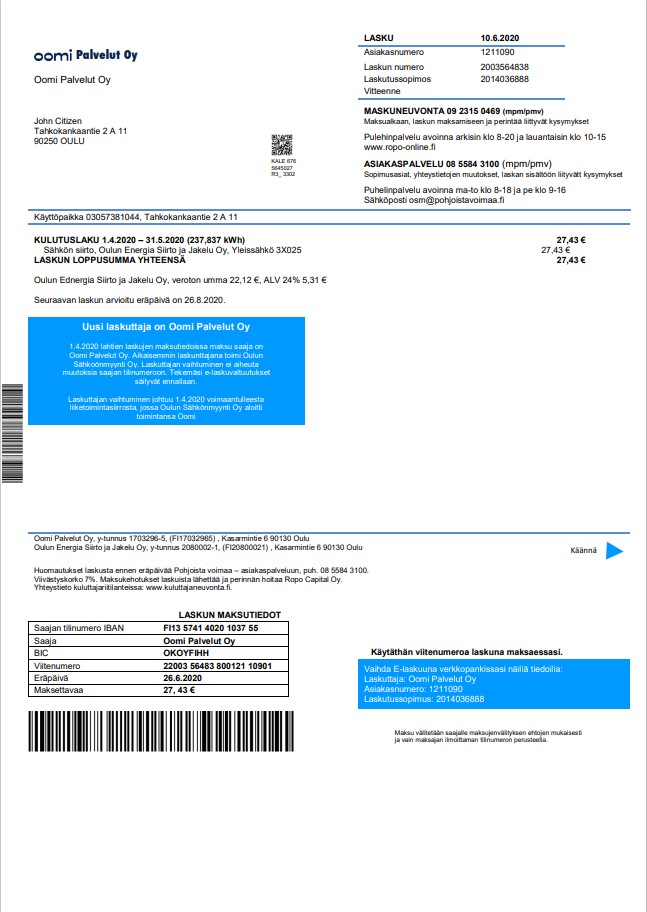 oomi Palvelut Oy
Oomi Palvelut Oy
John Citizen
Tahkokankaantie 2 A 11
90250 OULU
KALE 676
5645027
R3_ 3302
LASKU 10.6.2020
Asiakasnumero 1211090
Laskun numero 2003564838
Laskutussopimos 2014036888
Vitteenne
MASKUNEUVONTA 09 2315 0469 (mpm/pmv)
Maksualkaan, laskun maksamiseen ja perintää liittyvät kysymykset
Pulehinpalvelu avoinna arkisin klo 8-20 ja lauantaisin klo 10-15
www.ropo-online.fi
ASIAKASPALVELU 08 5584 3100 (mpm/pmv)
Sopimusasiat, yhteystietojen muutokset, laskan sisältöön liityvätt kysymykset
Puhelinpalvelu avoinna ma-to klo 8-18 ja pe klo 9-16
Sähköposti osm@pohjoistavoimaa.fi
Käyttöpaikka 03057381044, Tahkokankaantie 2 A 11
KULUTUSLAKU 1.4.2020 – 31.5.2020 (237,837 kWh) 27,43 €
Sähkön siirto, Oulun Energia Siirto ja Jakelu Oy, Yleissähkö 3X025 27,43 €
LASKUN LOPPUSUMMA YHTEENSÄ 27,43 €
Oulun Ednergia Siirto ja Jakelu Oy, veroton umma 22,12 €, ALV 24% 5,31 €
Seuraavan laskun arvioitu eräpäivä on 26.8.2020.
Uusi laskuttaja on Oomi Palvelut Oy
1.4.2020 lahtien laskujen maksutiedoissa maksu saaja on
Oomi Palvelut Oy. Aikaisemmin laskunttajana toimi Oulun
Sähköönmyynti Oy. Laskuttajan vaihtuminen ei aiheuta
muutoksia saajan tilinumeroon. Tekemäsi e-laskuvaltuutukset
säilyvät ennallaan.
Laskuttajan vaihtuminen johtuu 1.4.2020 voimaantulleesta
liiketoimintasiirrosta, jossa Oulun Sähkönmyynti Oy aloitti
toimintansa Oomi
Oomi Palvelut Oy, y-tunnus 1703296-5, (FI17032965) , Kasarmintie 6 90130 Oulu
Oulun Energia Siirto ja Jakelu Oy, y-tunnus 2080002-1, (FI20800021) , Kasarmintie 6 90130 Oulu
Käännä
Huomautukset laskusta ennen eräpäivää Pohjoista voimaa – asiakaspalveluun, puh. 08 5584 3100.
Viivästyskorko 7%. Maksukehotukset laskuista lähettää ja perinnän hoitaa Ropo Capital Oy.
Yhteystieto kuluttajariitilanteissa: www.kuluttajaneuvonta.fi.
LASKUN MAKSUTIEDOT
Saajan tilinumero IBAN FI13 5741 4020 1037 55
Saaja Oomi Palvelut Oy
BIC OKOYFIHH
Viitenumero 22003 56483 800121 10901
Eräpäivä 26.6.2020
Maksettavaa 27, 43 €
Käytäthän viitenumeroa laskuna maksaessasi.
Vaihda E-laskuuna verkkopankissasi näillä tiedoilla:
Laskuttaja: Oomi Palvelut Oy
Asiakasnumero: 1211090
Laskutussopimus: 2014036888
Maksu välitetään saajalle maksujenvälityksen ehtojen mukaisesti
ja vain maksajan ilmoittaman tilinumeron perusteella.